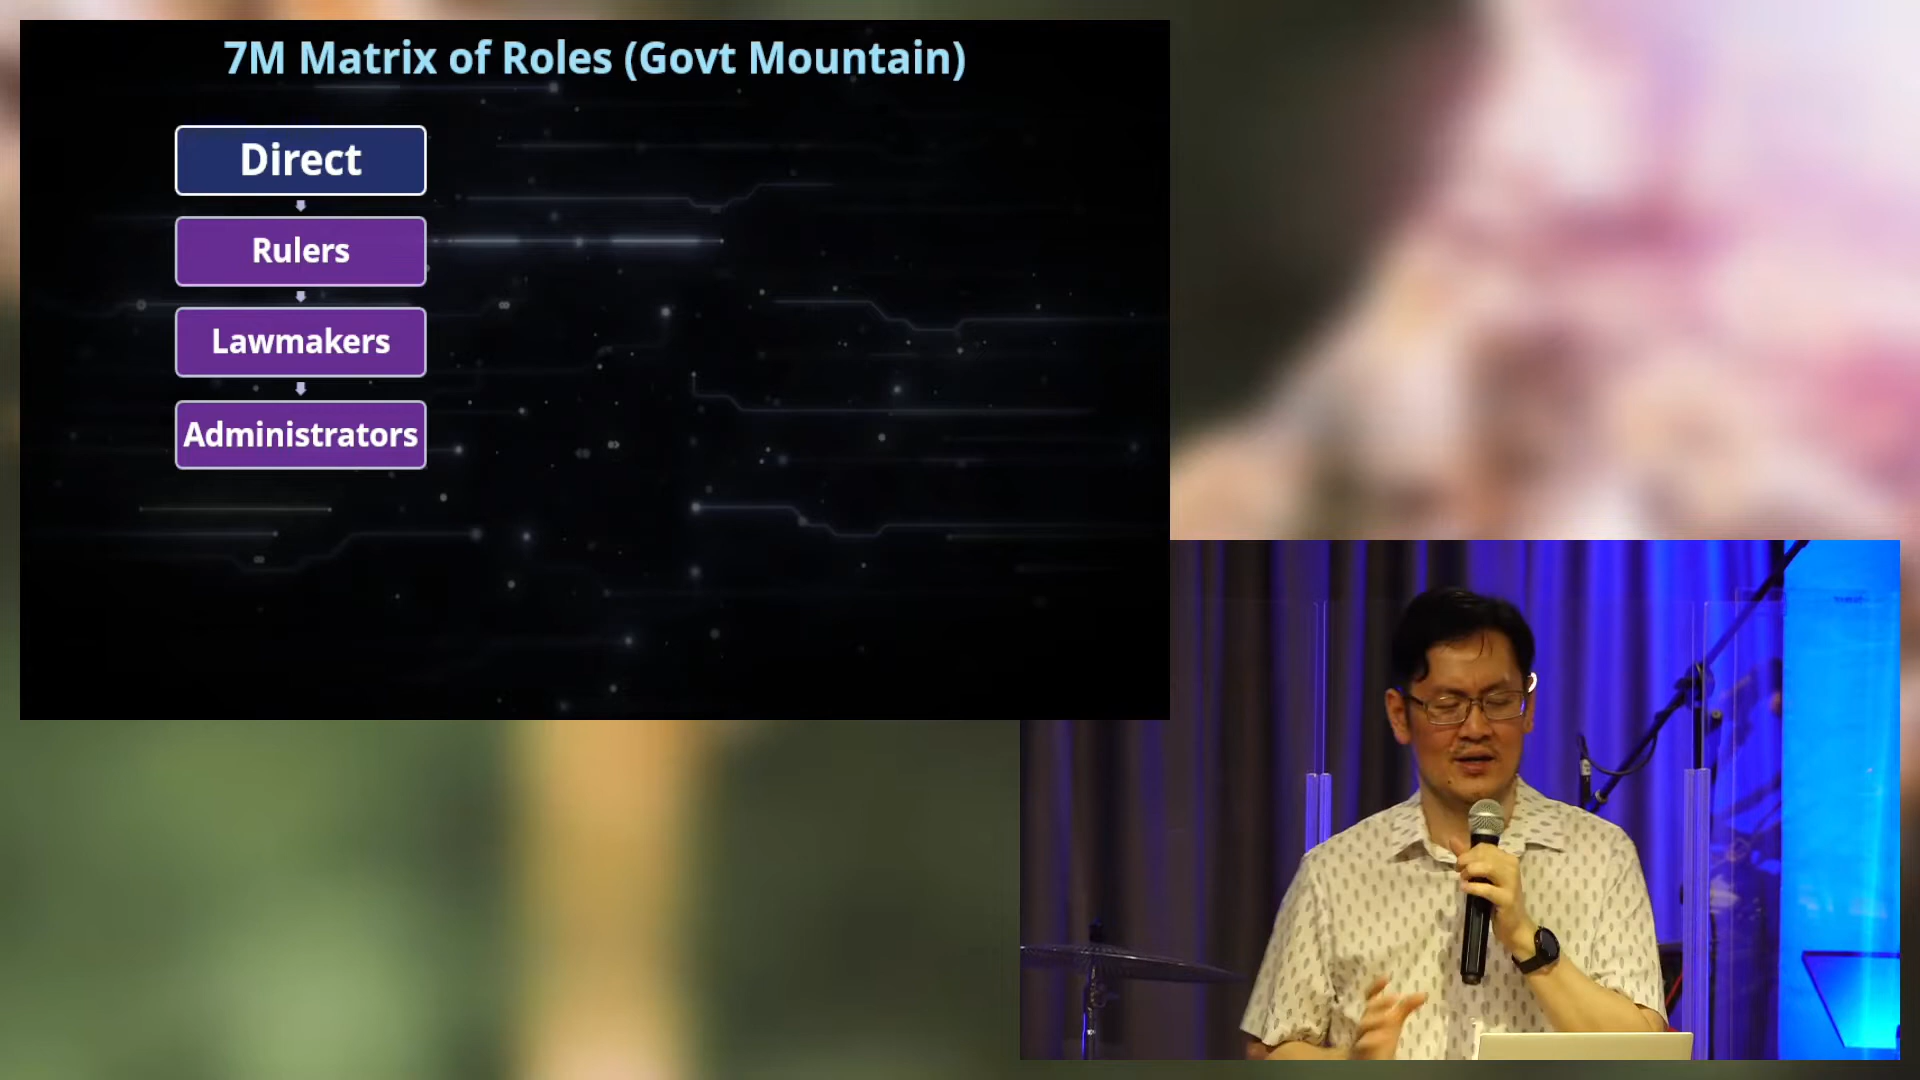 7M Matrix of Roles (Govt Mountain)
Direct
Rulers
Lawmakers
Administrators